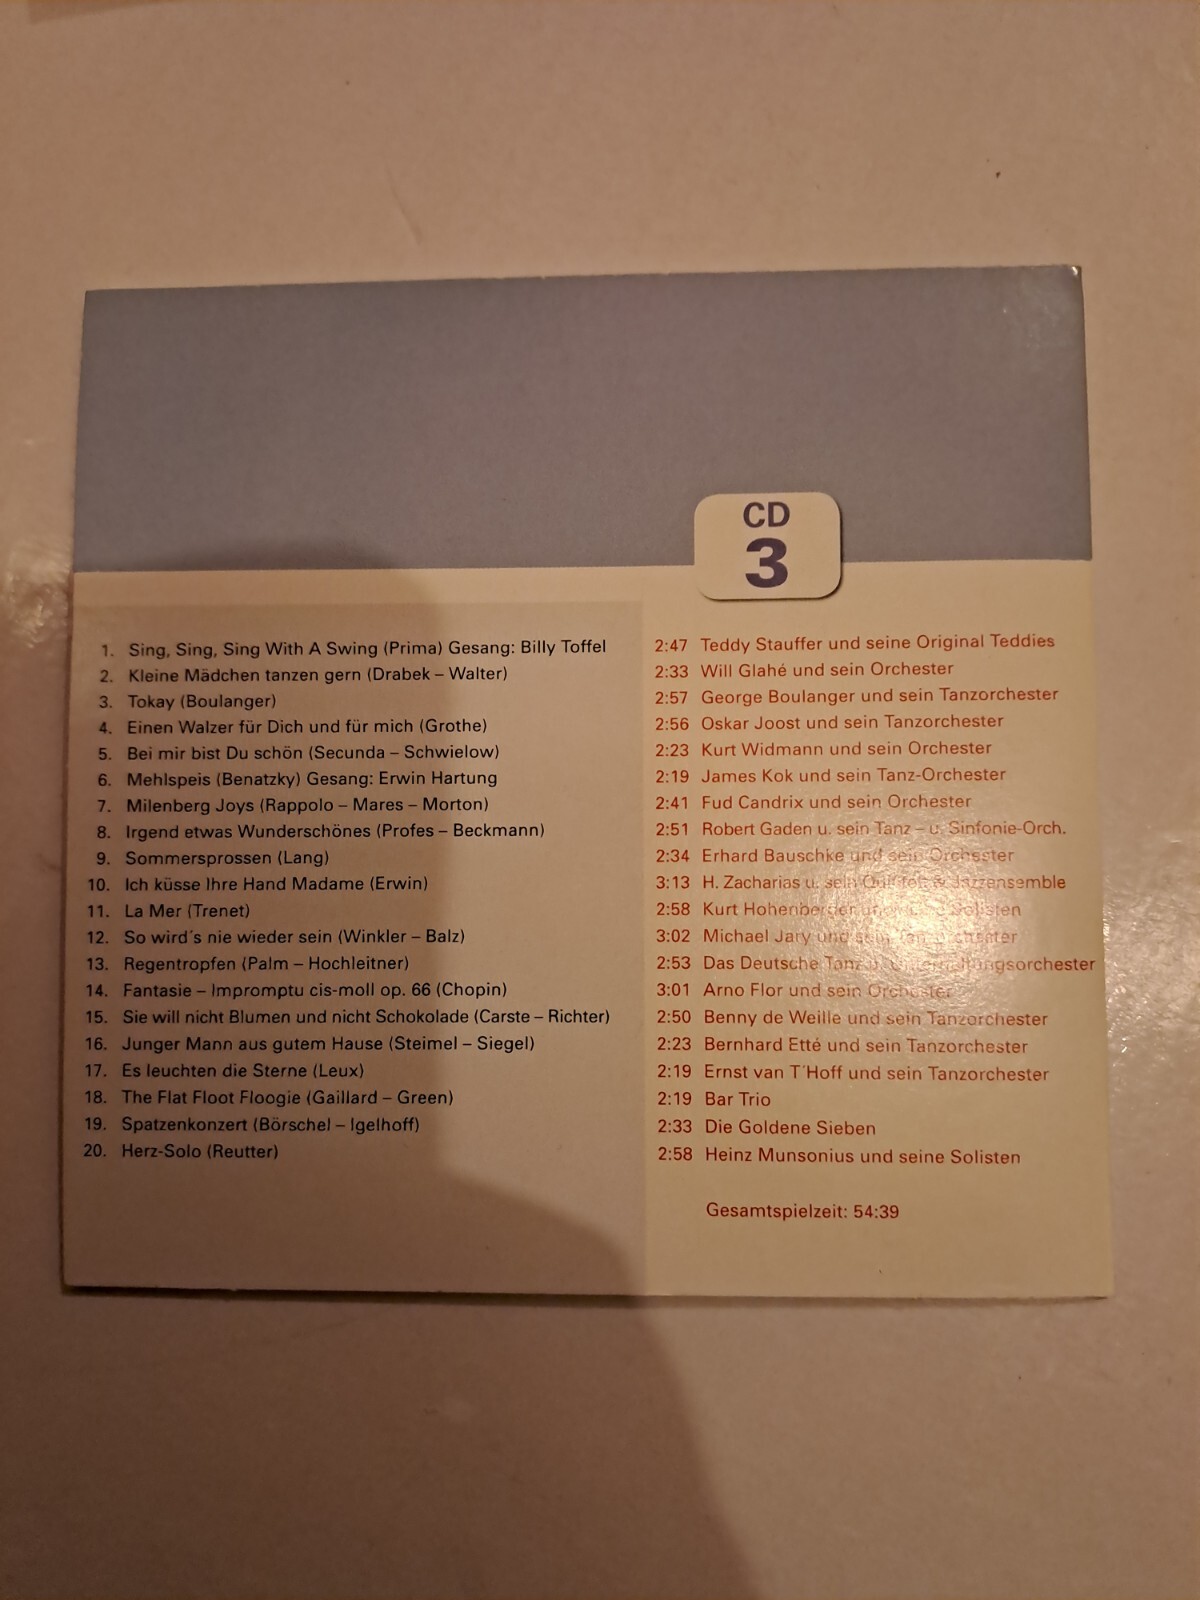 CD
3
1. Sing, Sing, Sing With A Swing (Prima) Gesang: Billy Toffel 2:47 Teddy Stauffer und seine Original Teddies
2. Kleine Mädchen tanzen gern (Drabek – Walter) 2:33 Will Glahé und sein Orchester
3. Tokay (Boulanger) 2:57 George Boulanger und sein Tanzorchester
4. Einen Walzer für Dich und für mich (Grothe) 2:56 Oskar Joost und sein Tanzorchester
5. Bei mir bist Du schön (Secunda – Schwielow) 2:23 Kurt Widmann und sein Orchester
6. Mehlspeis (Benatzky) Gesang: Erwin Hartung 2:19 James Kok und sein Tanz-Orchester
7. Milenberg Joys (Rappolo – Mares – Morton) 2:41 Fud Candrix und sein Orchester
8. Irgend etwas Wunderschönes (Profes – Beckmann) 2:51 Robert Gaden u. sein Tanz – u. Sinfonie-Orch.
9. Sommersprossen (Lang) 2:34 Erhard Bauschke und sein Orchester
10. Ich küsse Ihre Hand Madame (Erwin) 3:13 H. Zacharias u. sein & Jazzensemble
11. La Mer (Trenet) 2:58 Kurt Hohenberger Solisten
12. So wird´s nie wieder sein (Winkler – Balz) 3:02 Michael Jary und sein
13. Regentropfen (Palm – Hochleitner) 2:53 Das Deutsche Tanz u. Unterhaltungsorchester
14. Fantasie – Impromptu cis-moll op. 66 (Chopin) 3:01 Arno Flor und sein Orchester
15. Sie will nicht Blumen und nicht Schokolade (Carste – Richter) 2:50 Benny de Weille und sein Tanzorchester
16. Junger Mann aus gutem Hause (Steimel – Siegel) 2:23 Bernhard Etté und sein Tanzorchester
17. Es leuchten die Sterne (Leux) 2:19 Ernst van T´Hoff und sein Tanzorchester
18. The Flat Floot Floogie (Gaillard – Green) 2:19 Bar Trio
19. Spatzenkonzert (Börschel – Igelhoff) 2:33 Die Goldene Sieben
20. Herz-Solo (Reutter) 2:58 Heinz Munsonius und seine Solisten
Gesamtspielzeit: 54:39